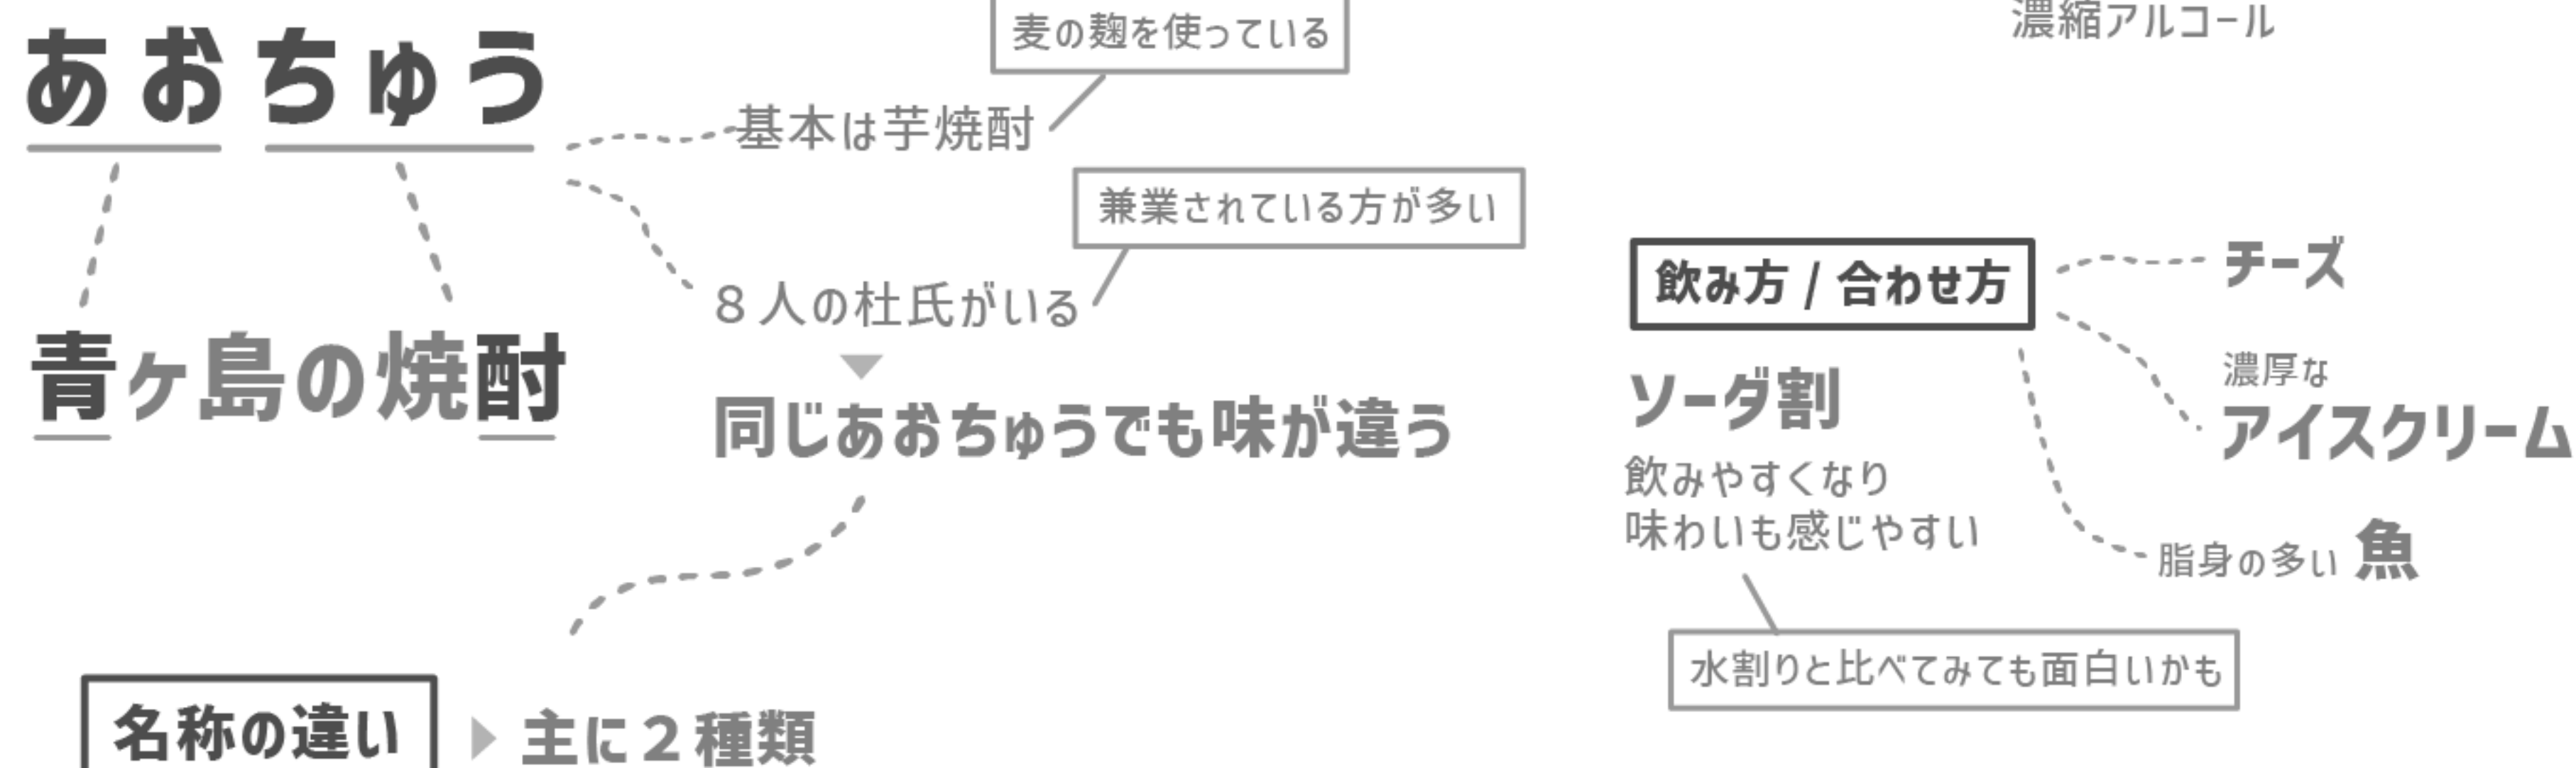 あおちゅう
青ヶ島の焼酎
麦の麹を使っている
基本は芋焼酎
兼業されている方が多い
８人の杜氏がいる
同じあおちゅうでも味が違う
名称の違い
主に２種類
濃縮アルコール
飲み方 / 合わせ方
ソーダ割
飲みやすくなり
味わいも感じやすい
水割りと比べてみても面白いかも
チーズ
濃厚な
アイスクリーム
脂身の多い 魚